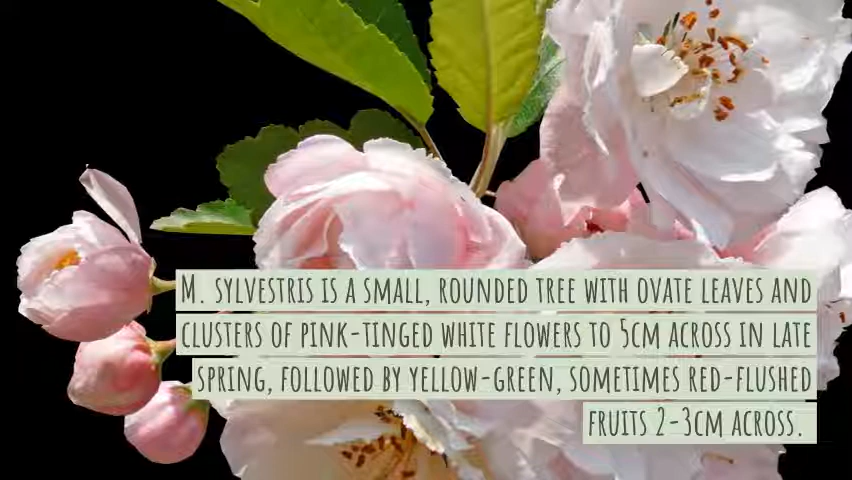 M. SYLVESTRIS IS A SMALL, ROUNDED TREE WITH OVATE LEAVES AND
CLUSTERS OF PINK-TINGED WHITE FLOWERS TO 5CM ACROSS IN LATE
SPRING, FOLLOWED BY YELLOW-GREEN, SOMETIMES RED-FLUSHED
FRUITS 2-3CM ACROSS.